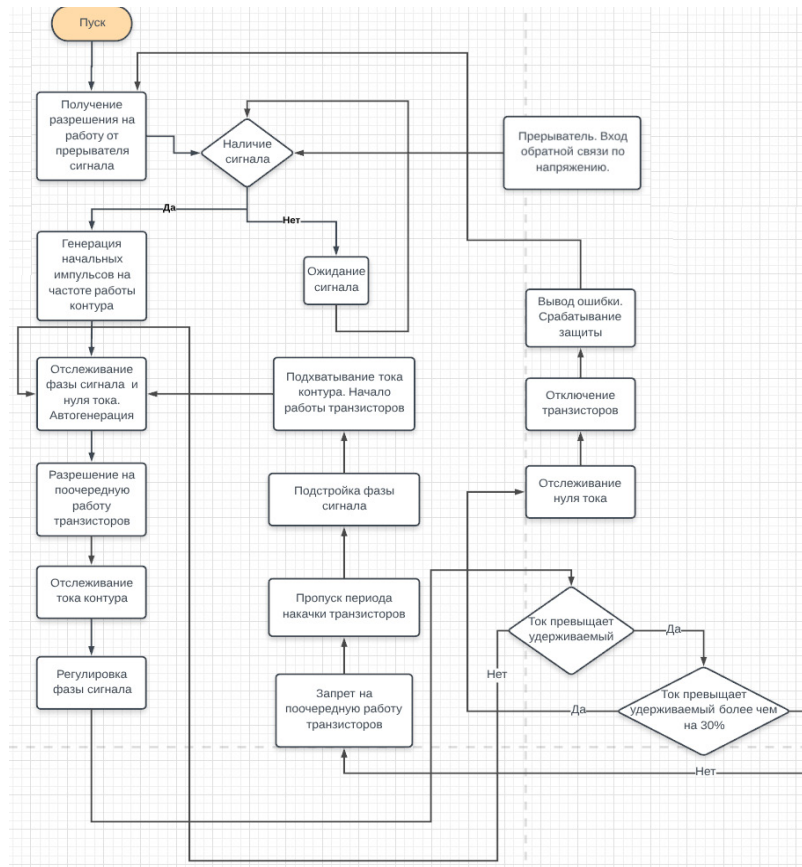 Пуск
Получение
разрешения на
работу от
прерывателя
сигнала
Наличие
сигнала
Прерыватель. Вход
обратной связи по
напряжению.
Да
Нет
Генерация
начальных
импульсов на
частоте работы
контура
Ожидание
сигнала
Вывод ошибки.
Срабатывание
защиты
Отслеживание
фазы сигнала и
нуля тока.
Автогенерация
Подхватывание тока
контура. Начало
работы транзисторов
Отключение
транзисторов
Разрешение на
поочередную
работу
транзисторов
Подстройка фазы
сигнала
Отслеживание
нуля тока
Отслеживание
тока контура
Пропуск периода
накачки транзисторов
Ток превыщает
удерживаемый
Да
Нет
Регулировка
фазы сигнала
Запрет на
поочередную работу
транзисторов
Ток превыщает
удерживаемый более чем
на 30%
Да
Нет